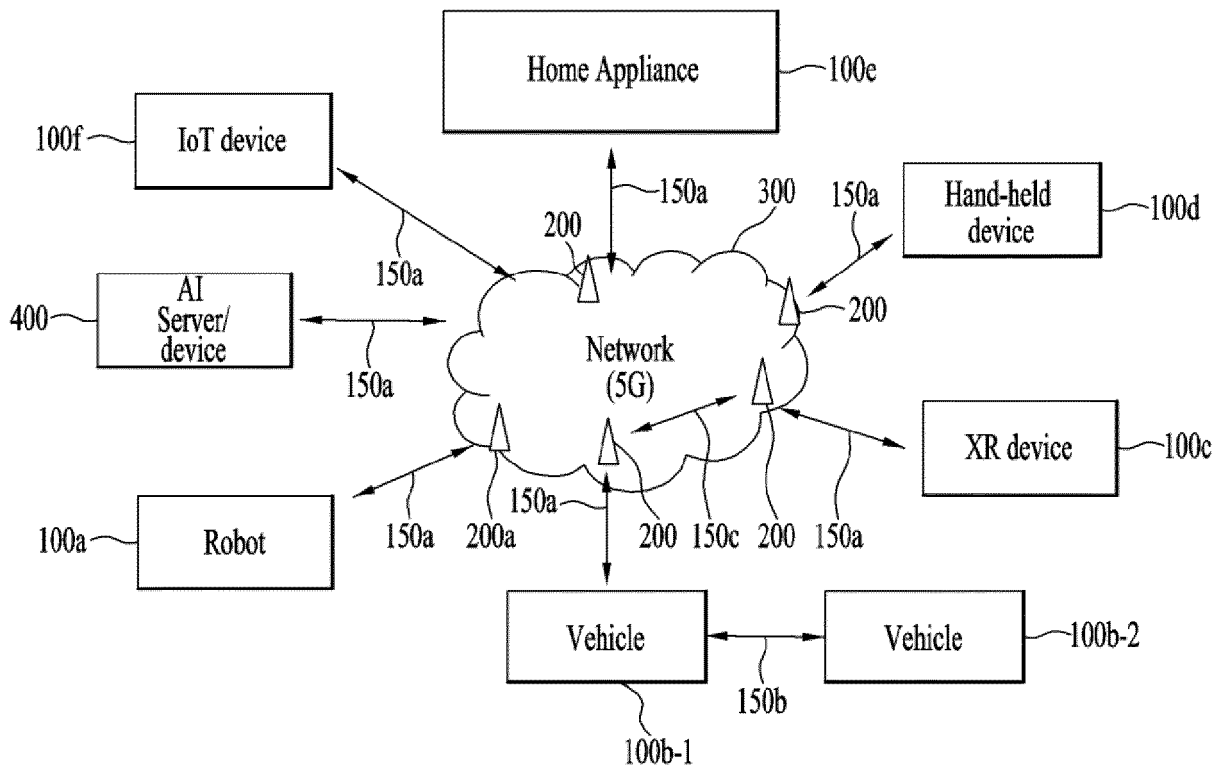 Home Appliance
100e
100f
IoT device
150a
300
150a
Hand-held
device
100d
200
150a
AI
Server/
device
400
200
150a
Network
(5G)
XR device
100c
150a
Robot
100a
150a
200a
200
150c
200
150a
Vehicle
Vehicle
100b-2
150b
100b-1